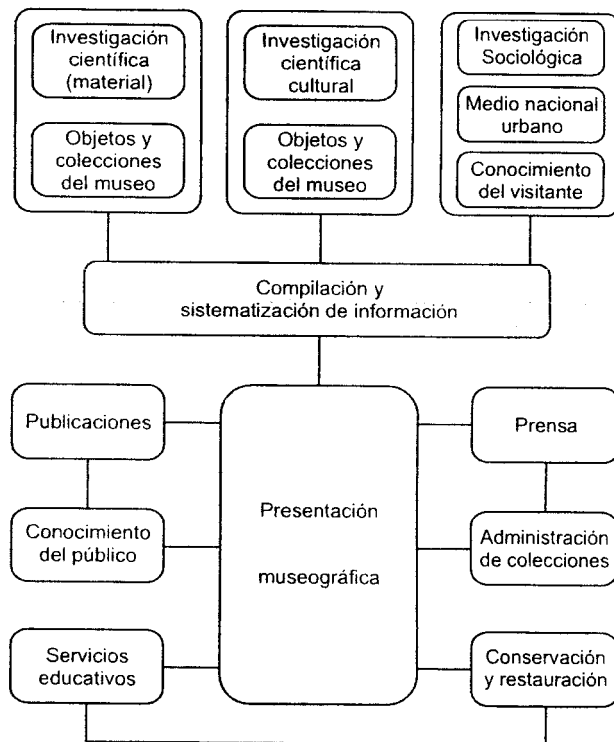 Investigación
científica
(material)
Objetos y
colecciones
del museo
Investigación
científica
cultural
Objetos y
colecciones
del museo
Investigación
Sociológica
Medio nacional
urbano
Conocimiento
del visitante
Compilación y
sistematización de información
Publicaciones
Conocimiento
del público
Servicios
educativos
Presentación
museográfica
Prensa
Administración
de colecciones
Conservación
y restauración